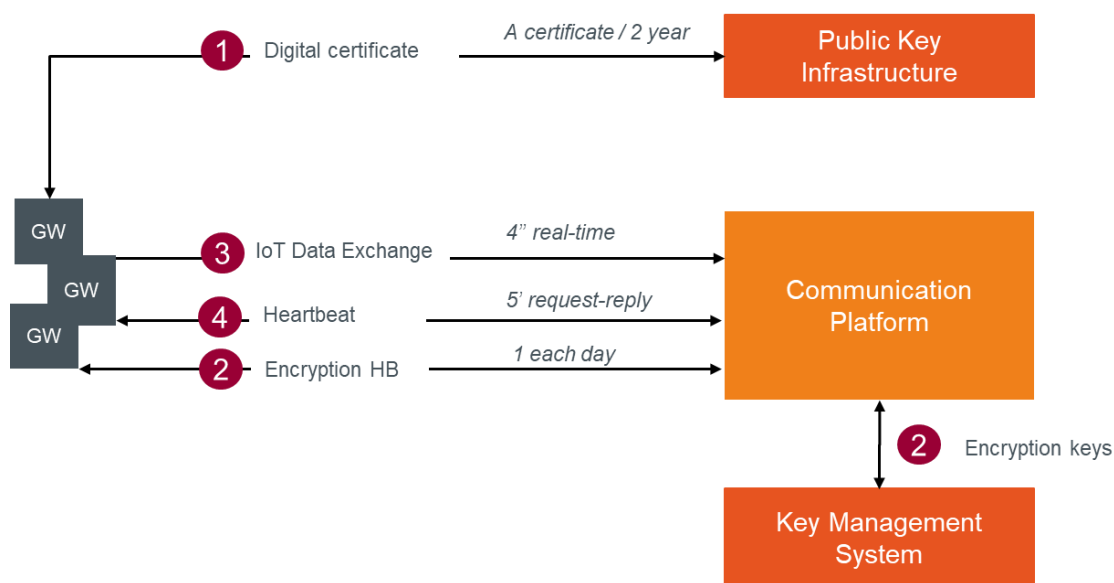 1 Digital certificate A certificate / 2 year
Public Key
Infrastructure
GW
3 IoT Data Exchange 4” real-time
GW
4 Heartbeat 5’ request-reply
GW
2 Encryption HB 1 each day
Communication
Platform
2 Encryption keys
Key Management
System